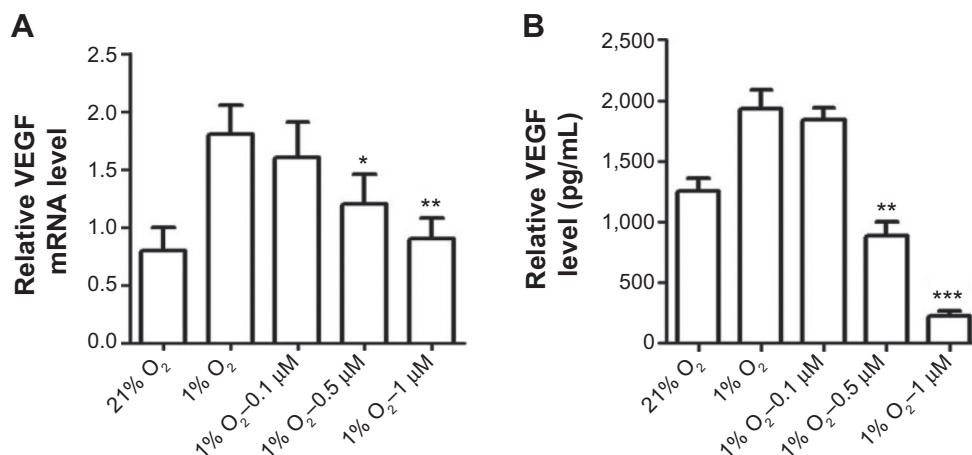 A
Relative VEGF
mRNA level
2.5
2.0
1.5
1.0
0.5
0.0
*
**
21% O₂
1% O₂
1% O₂–0.1 µM
1% O₂–0.5 µM
1% O₂–1 µM
B
Relative VEGF
level (pg/mL)
2,500
2,000
1,500
1,000
500
0
**
***
21% O₂
1% O₂
1% O₂–0.1 µM
1% O₂–0.5 µM
1% O₂–1 µM